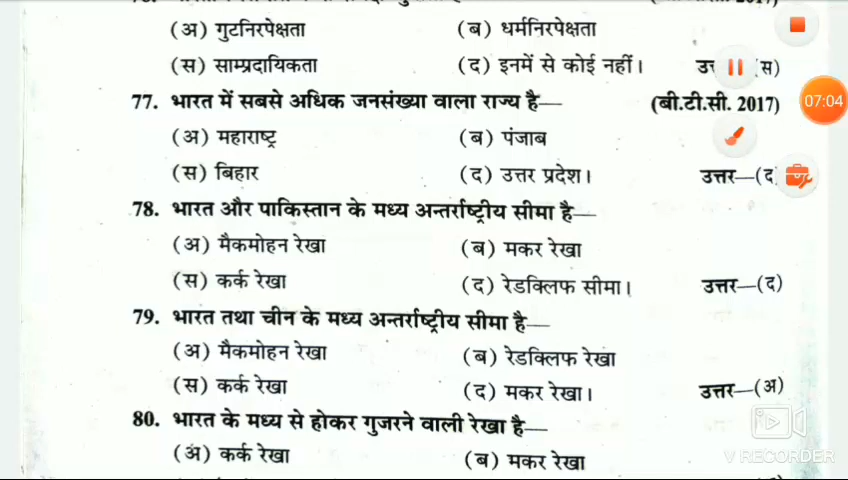 (अ) गुटनिरपेक्षता (ब) धर्मनिरपेक्षता
(स) साम्प्रदायिकता (द) इनमें से कोई नहीं। स)
77. भारत में सबसे अधिक जनसंख्या वाला राज्य है— (बी.टी.सी. 2017)
07:04
(अ) महाराष्ट्र (ब) पंजाब
(स) बिहार (द) उत्तर प्रदेश। उत्तर—(द
78. भारत और पाकिस्तान के मध्य अन्तर्राष्ट्रीय सीमा है—
(अ) मैकमोहन रेखा (ब) मकर रेखा
(स) कर्क रेखा (द) रेडक्लिफ सीमा। उत्तर—(द)
79. भारत तथा चीन के मध्य अन्तर्राष्ट्रीय सीमा है—
(अ) मैकमोहन रेखा (ब) रेडक्लिफ रेखा
(स) कर्क रेखा (द) मकर रेखा। उत्तर—(अ)
80. भारत के मध्य से होकर गुजरने वाली रेखा है—
(अ) कर्क रेखा (ब) मकर रेखा
V RECORDER